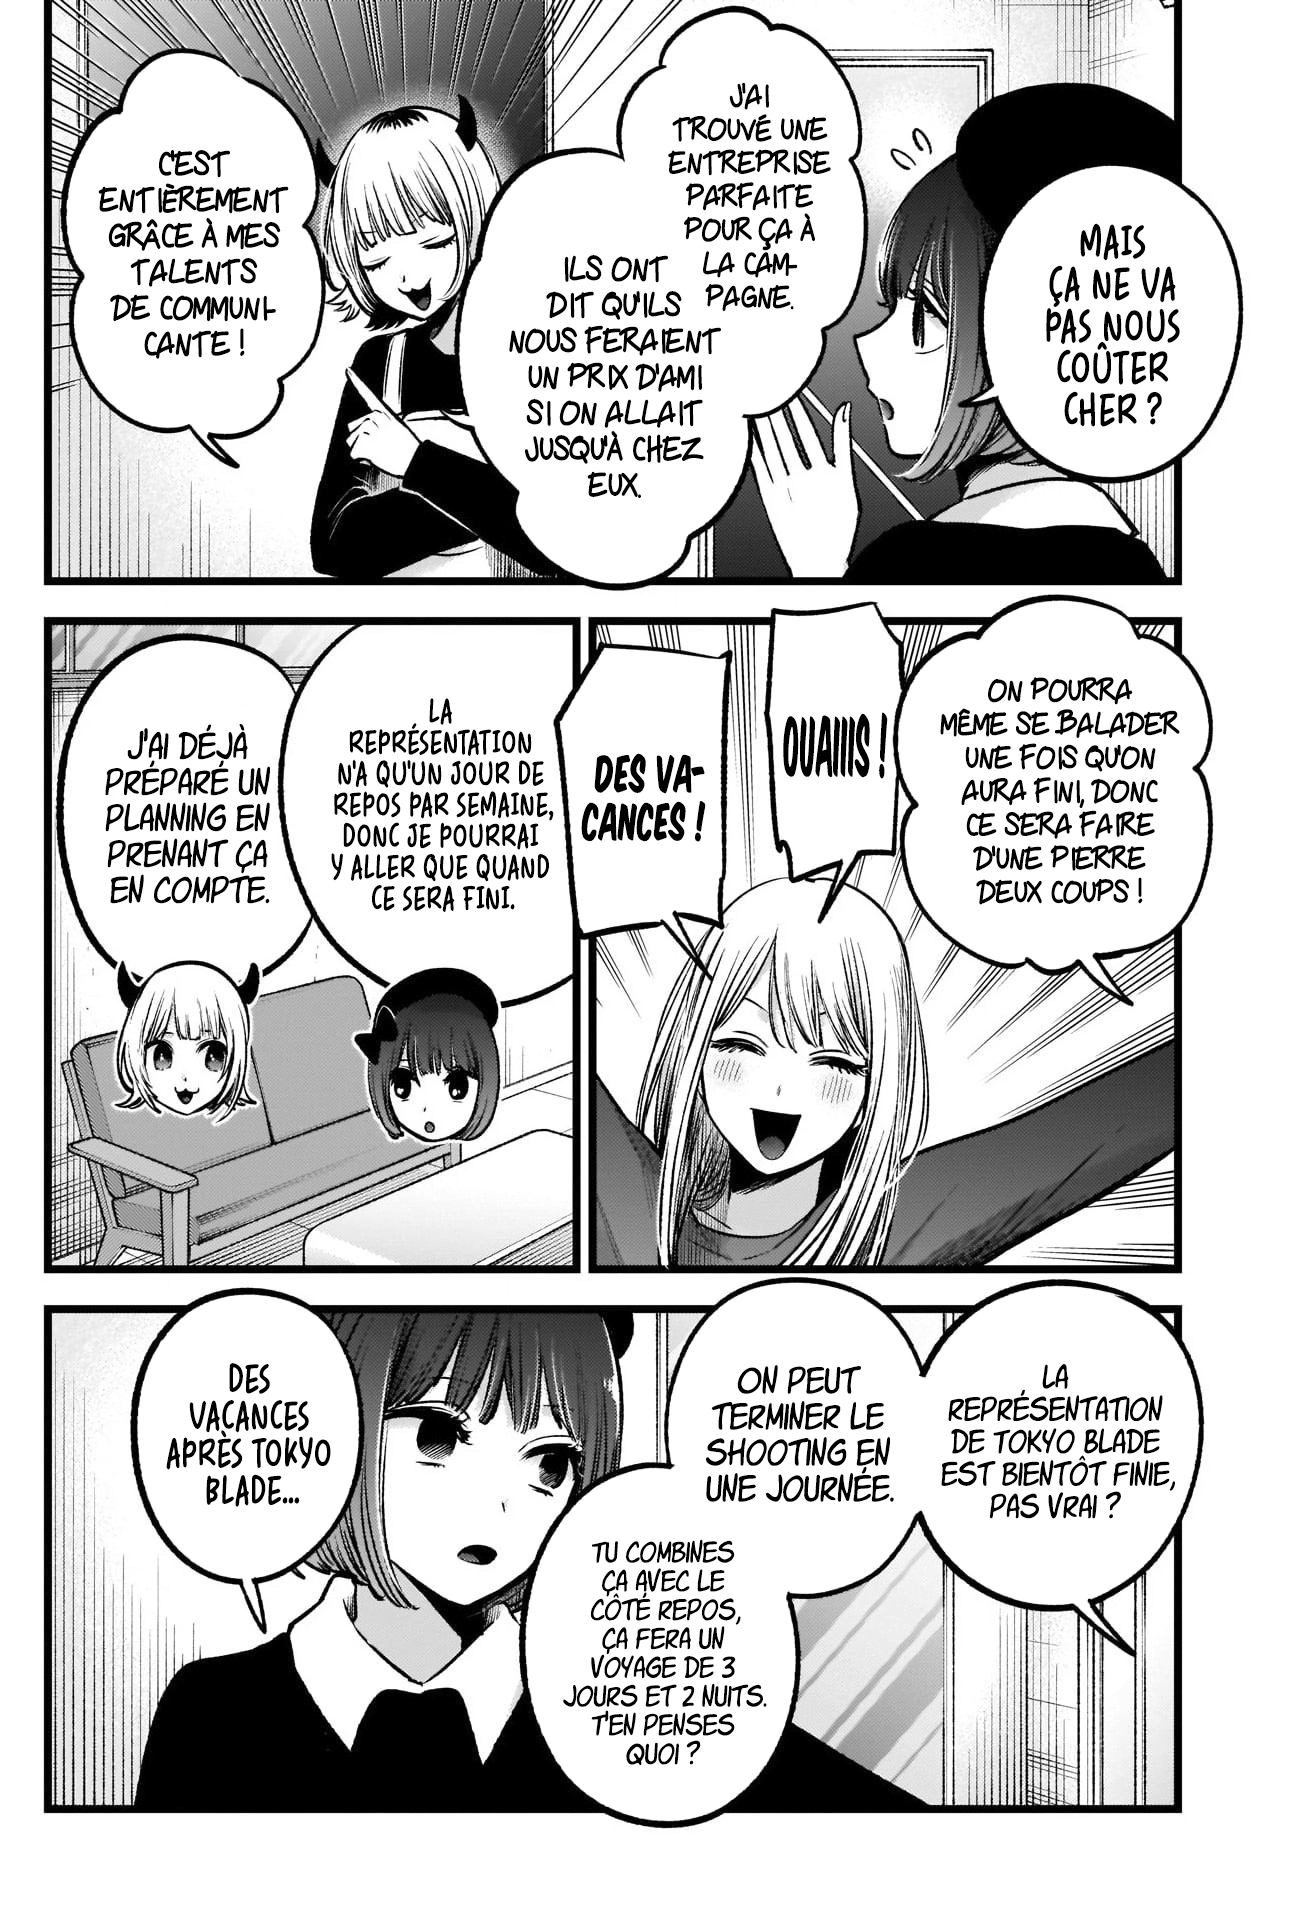 MAIS
ÇA NE VA
PAS NOUS
COÛTER
CHER ?
J'AI
TROUVÉ UNE
ENTREPRISE
PARFAITE
POUR ÇA À
LA CAM-
PAGNE.
ILS ONT
DIT QU'ILS
NOUS FERAIENT
UN PRIX D'AMI
SI ON ALLAIT
JUSQU'À CHEZ
EUX.
C'EST
ENTIÈREMENT
GRÂCE À MES
TALENTS
DE COMMUNI-
CANTE !
ON POURRA
MÊME SE BALADER
UNE FOIS QU'ON
AURA FINI, DONC
CE SERA FAIRE
D'UNE PIERRE
DEUX COUPS !
OUAIIIS !
DES VA-
CANCES !
LA
REPRÉSENTATION
N'A QU'UN JOUR DE
REPOS PAR SEMAINE,
DONC JE POURRAI
Y ALLER QUE QUAND
CE SERA FINI.
J'AI DÉJÀ
PRÉPARÉ UN
PLANNING EN
PRENANT ÇA
EN COMPTE.
LA
REPRÉSENTATION
DE TOKYO BLADE
EST BIENTÔT FINIE,
PAS VRAI ?
ON PEUT
TERMINER LE
SHOOTING EN
UNE JOURNÉE.
TU COMBINES
ÇA AVEC LE
CÔTÉ REPOS,
ÇA FERA UN
VOYAGE DE 3
JOURS ET 2 NUITS.
T'EN PENSES
QUOI ?
DES
VACANCES
APRÈS TOKYO
BLADE...